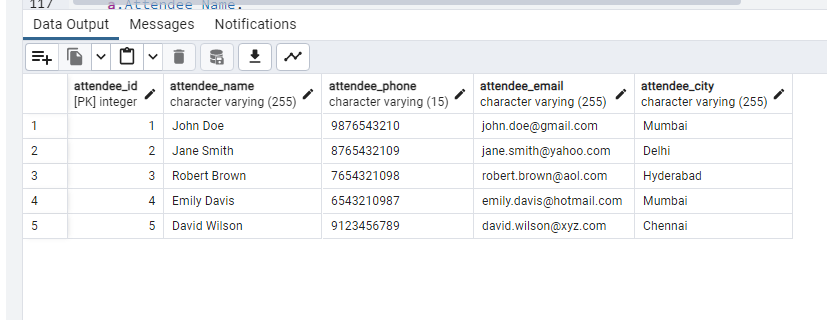 117 a.Attendee_Name,
Data Output Messages Notifications
attendee_id attendee_name attendee_phone attendee_email attendee_city
[PK] integer character varying (255) character varying (15) character varying (255) character varying (255)
1 1 John Doe 9876543210 john.doe@gmail.com Mumbai
2 2 Jane Smith 8765432109 jane.smith@yahoo.com Delhi
3 3 Robert Brown 7654321098 robert.brown@aol.com Hyderabad
4 4 Emily Davis 6543210987 emily.davis@hotmail.com Mumbai
5 5 David Wilson 9123456789 david.wilson@xyz.com Chennai